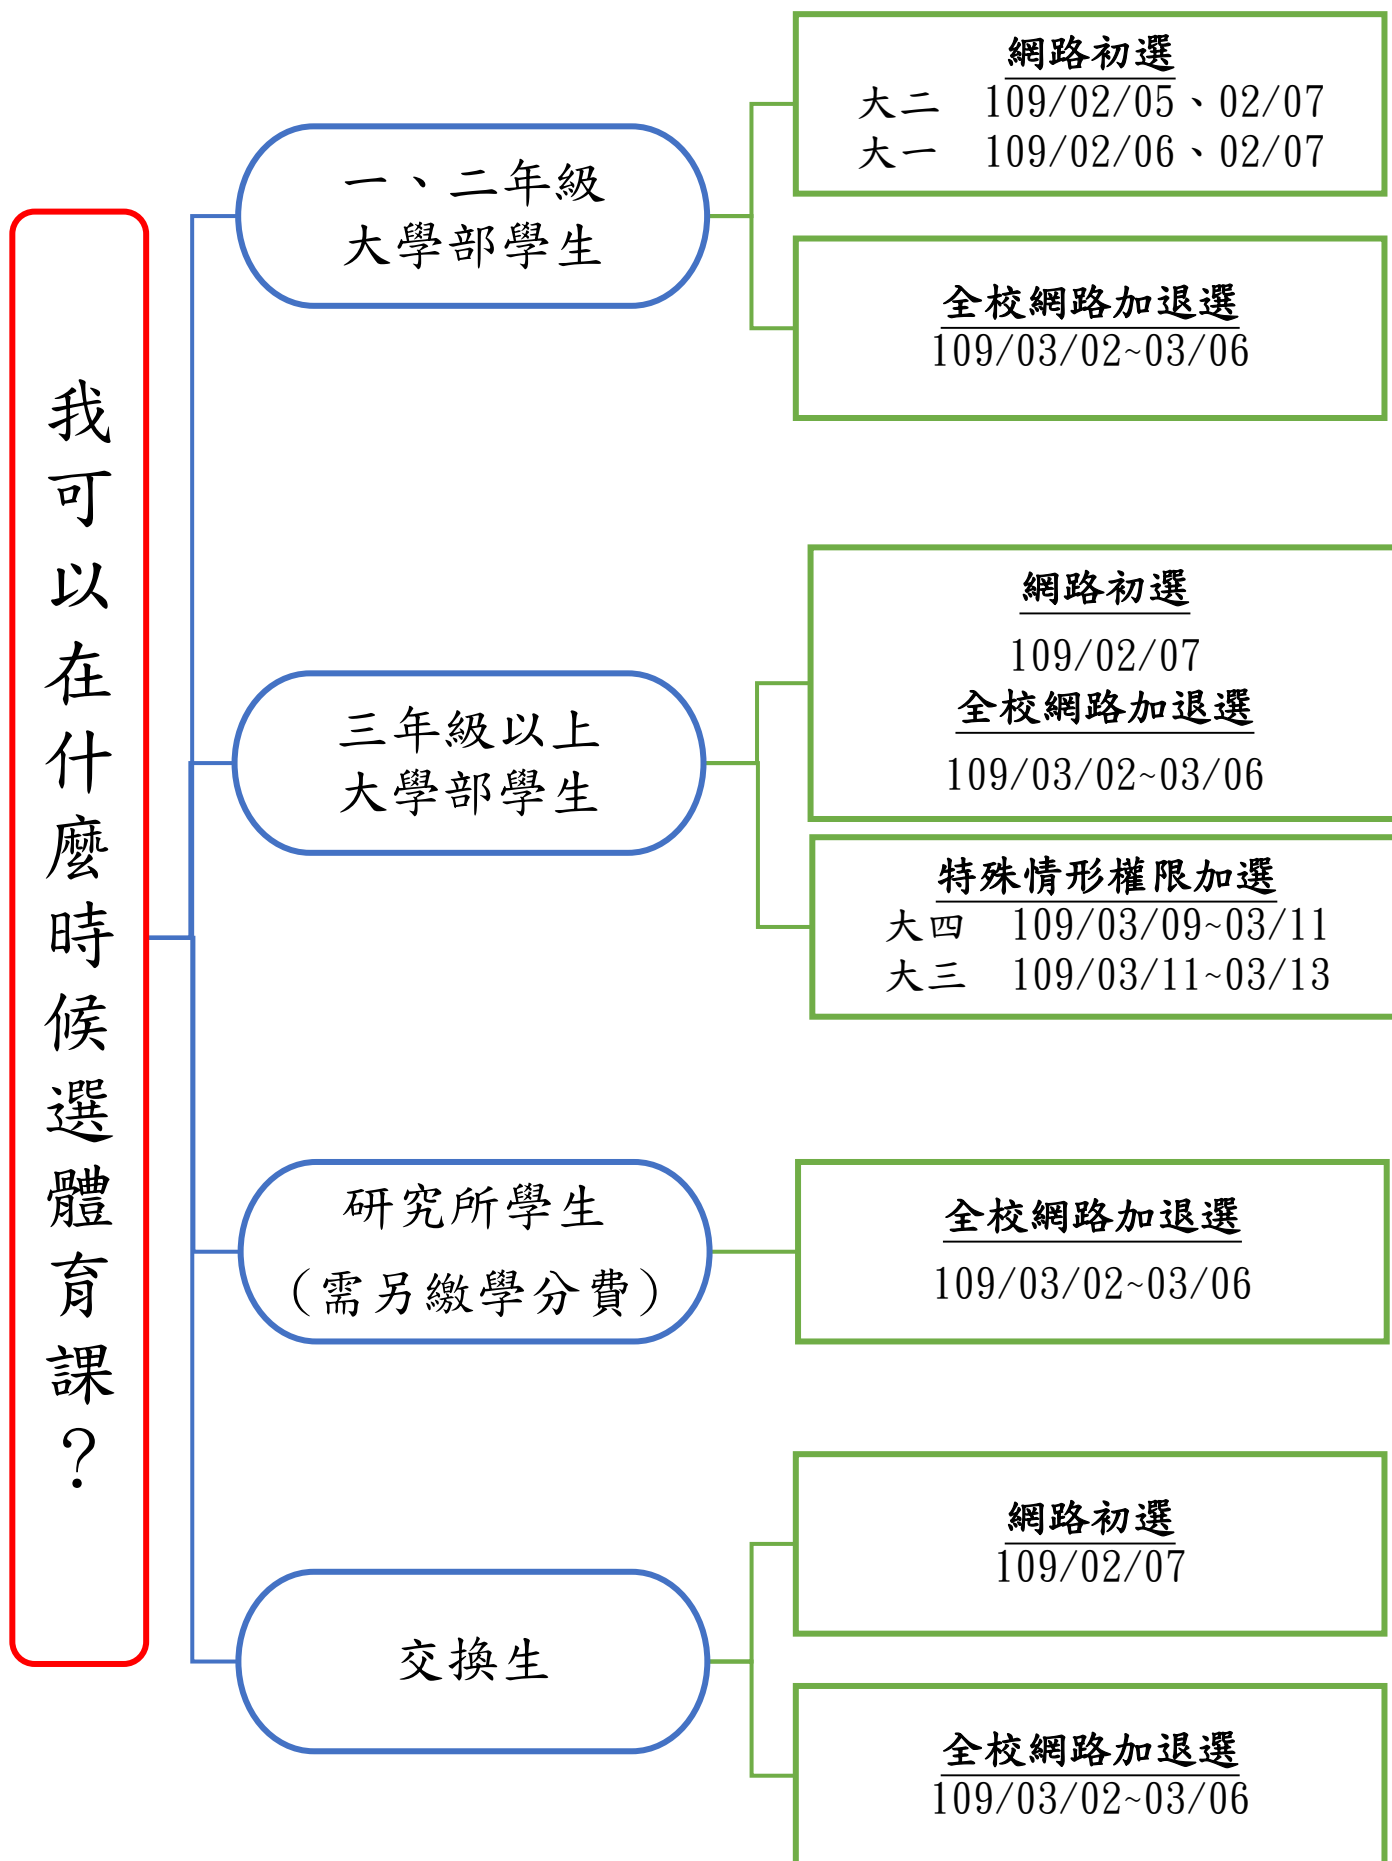 我可以在什麼時候選體育課？
一、二年級
大學部學生
網路初選
大二 109/02/05、02/07
大一 109/02/06、02/07
全校網路加退選
109/03/02~03/06
三年級以上
大學部學生
網路初選
109/02/07
全校網路加退選
109/03/02~03/06
特殊情形權限加選
大四 109/03/09~03/11
大三 109/03/11~03/13
研究所學生
（需另繳學分費）
全校網路加退選
109/03/02~03/06
交換生
網路初選
109/02/07
全校網路加退選
109/03/02~03/06